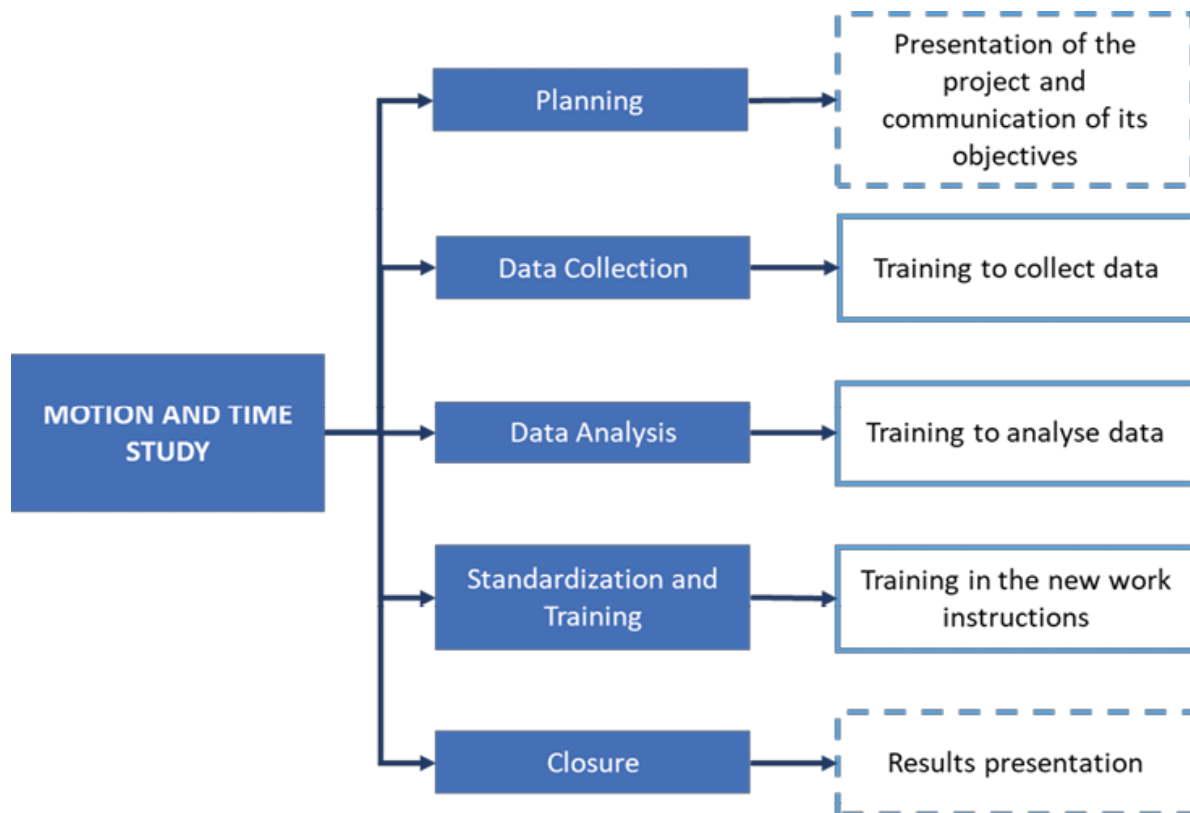 Presentation of the
project and
communication of its
objectives
Planning
Data Collection
Training to collect data
MOTION AND TIME
STUDY
Data Analysis
Training to analyse data
Standardization and
Training
Training in the new work
instructions
Closure
Results presentation